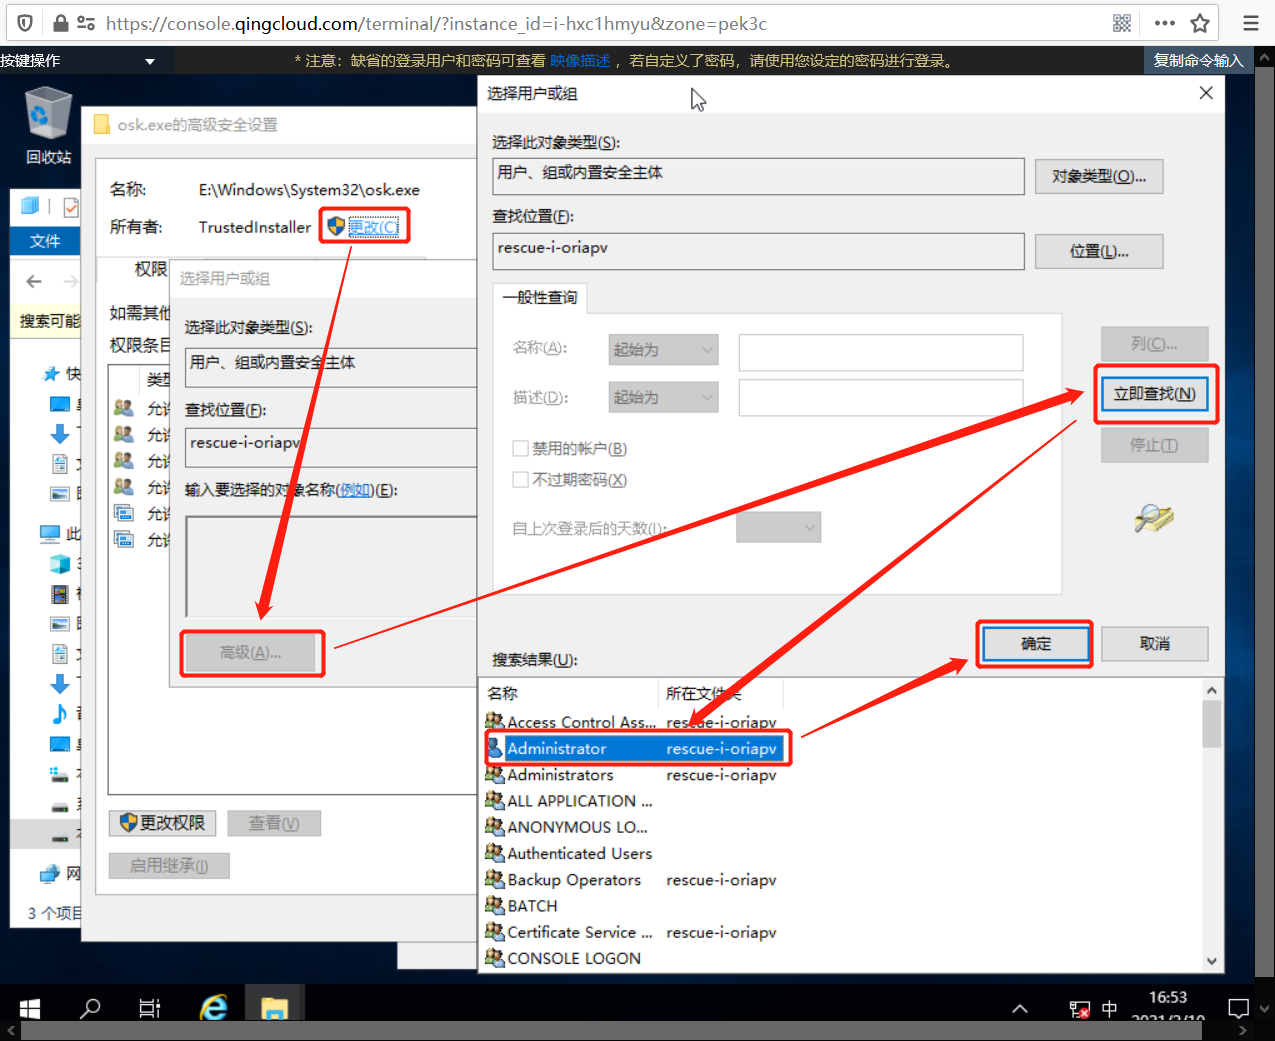 https://console.qingcloud.com/terminal/?instance_id=i-hxc1hmyu&zone=pek3c
按键操作
* 注意：缺省的登录用户和密码可查看 映像描述 ，若自定义了密码，请使用您设定的密码进行登录。
复制命令输入
回收站
文件
搜索可能
快
此
网
3 个项目
osk.exe的高级安全设置
名称:
E:\Windows\System32\osk.exe
所有者:
TrustedInstaller
更改(C)
权限
如需其他
权限条目
类型
允许
允许
允许
允许
允许
允许
更改权限
查看(V)
启用继承(I)
选择用户或组
选择此对象类型(S):
用户、组或内置安全主体
查找位置(F):
rescue-i-oriapv
输入要选择的对象名称(例如)(E):
高级(A)...
选择用户或组
选择此对象类型(S):
用户、组或内置安全主体
对象类型(O)...
查找位置(F):
rescue-i-oriapv
位置(L)...
一般性查询
名称(A):
起始为
描述(D):
起始为
禁用的帐户(B)
不过期密码(X)
自上次登录后的天数(I):
列(C)...
立即查找(N)
停止(T)
确定
取消
搜索结果(U):
名称
所在文件夹
Access Control Ass... rescue-i-oriapv
Administrator rescue-i-oriapv
Administrators rescue-i-oriapv
ALL APPLICATION ...
ANONYMOUS LO...
Authenticated Users
Backup Operators rescue-i-oriapv
BATCH
Certificate Service ... rescue-i-oriapv
CONSOLE LOGON
中
16:53